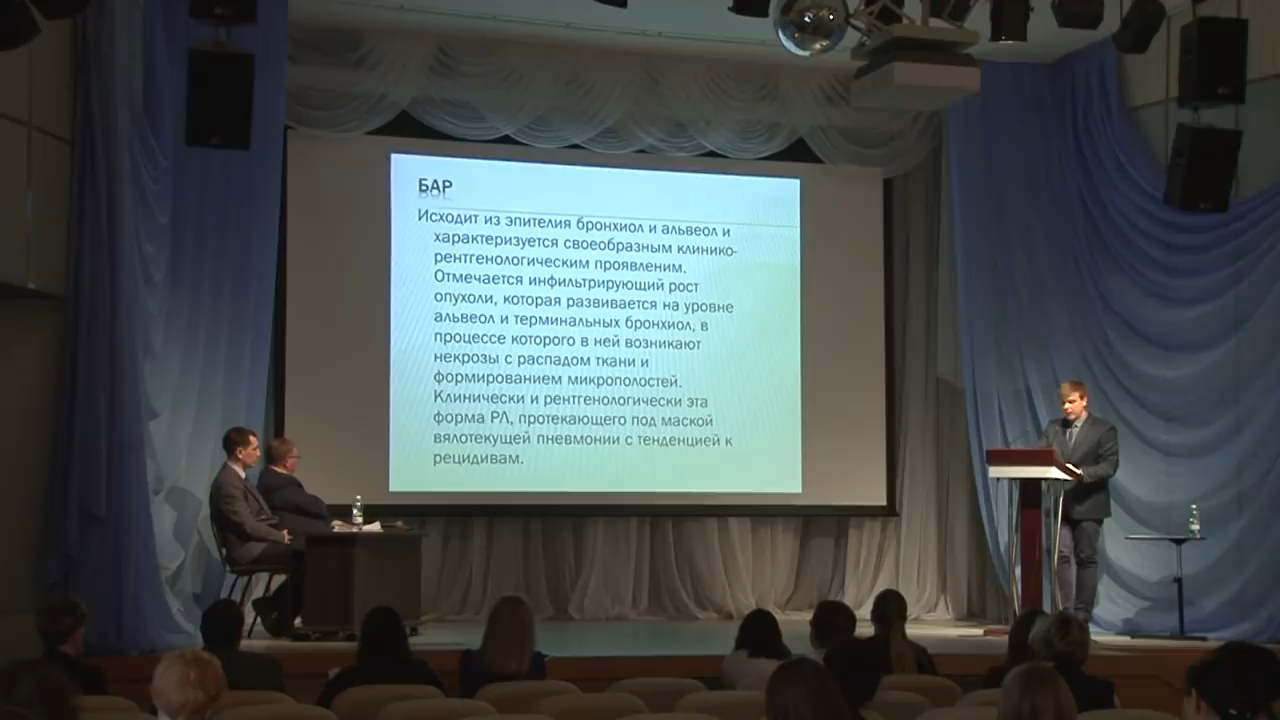 БАР
Исходит из эпителия бронхиол и альвеол и
характеризуется своеобразным клинико-
рентгенологическим проявленим.
Отмечается инфильтрирующий рост
опухоли, которая развивается на уровне
альвеол и терминальных бронхиол, в
процессе которого в ней возникают
некрозы с распадом ткани и
формированием микрополостей.
Клинически и рентгенологически эта
форма РЛ, протекающего под маской
вялотекущей пневмонии с тенденцией к
рецидивам.